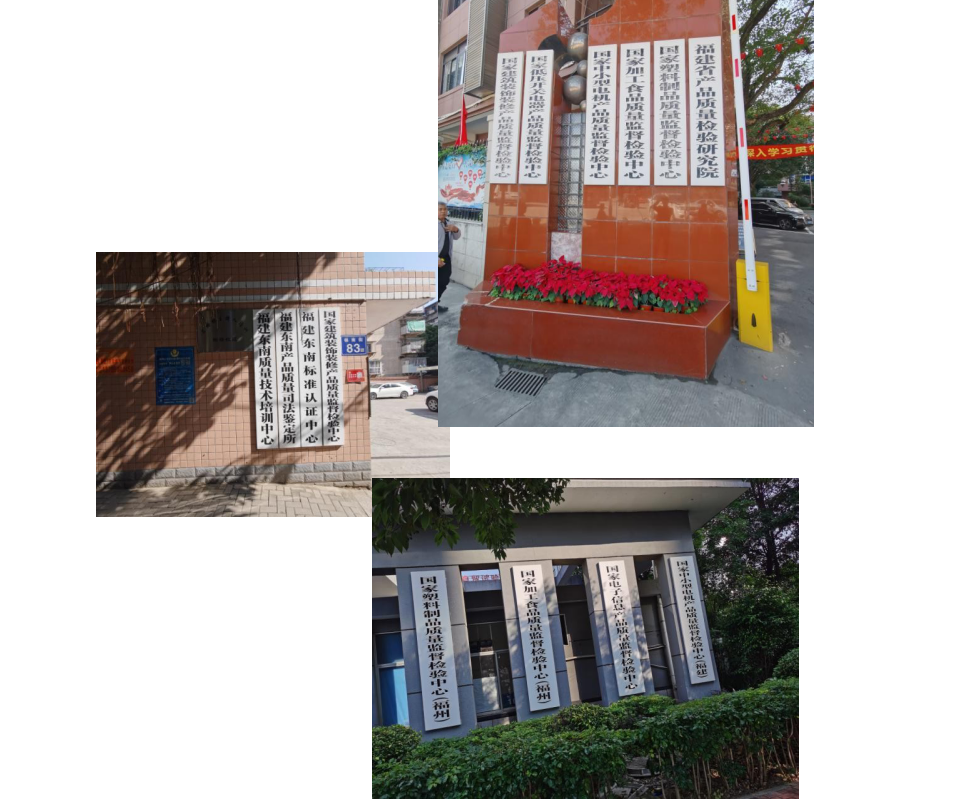 国家建筑装饰装修产品质量监督检验中心
国家低压开关电器产品质量监督检验中心
国家中小型电机产品质量监督检验中心
国家加工食品质量监督检验中心
国家塑料制品质量监督检验中心
福建省产品质量检验研究院
深入学习贯
福建东南质量技术培训中心
福建东南产品质量司法鉴定所
福建东南标准认证中心
国家建筑装饰装修产品质量监督检验中心
83
国家塑料制品质量监督检验中心(福州)
国家加工食品质量监督检验中心(福州)
国家电子信息产品质量监督检验中心
国家中小型电机产品质量监督检验中心(福建)